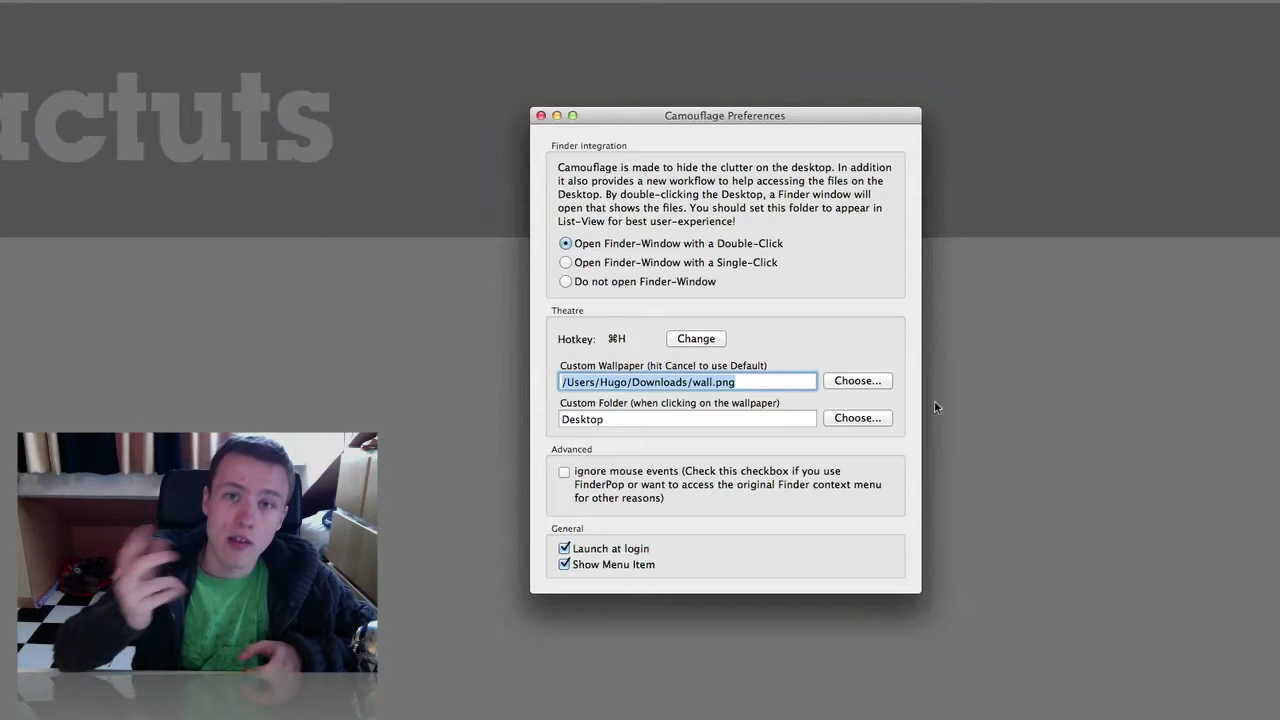 actuts
Camouflage Preferences
Finder integration
Camouflage is made to hide the clutter on the desktop. In addition
it also provides a new workflow to help accessing the files on the
Desktop. By double-clicking the Desktop, a Finder window will
open that shows the files. You should set this folder to appear in
List-View for best user-experience!
Open Finder-Window with a Double-Click
Open Finder-Window with a Single-Click
Do not open Finder-Window
Theatre
Hotkey: ⌘H Change
Custom Wallpaper (hit Cancel to use Default)
/Users/Hugo/Downloads/wall.png Choose...
Custom Folder (when clicking on the wallpaper)
Desktop Choose...
Advanced
ignore mouse events (Check this checkbox if you use
FinderPop or want to access the original Finder context menu
for other reasons)
General
Launch at login
Show Menu Item